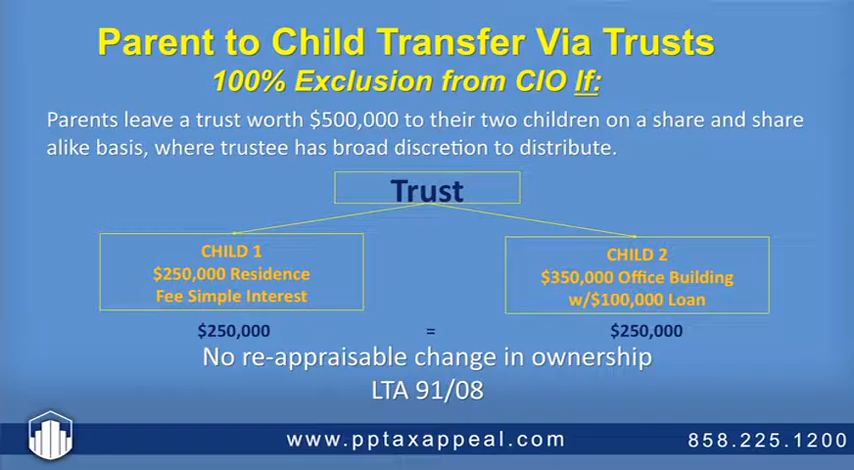 Parent to Child Transfer Via Trusts
100% Exclusion from CIO If:
Parents leave a trust worth $500,000 to their two children on a share and share
alike basis, where trustee has broad discretion to distribute.
Trust
CHILD 1
$250,000 Residence
Fee Simple Interest
CHILD 2
$350,000 Office Building
w/$100,000 Loan
$250,000 = $250,000
No re-appraisable change in ownership
LTA 91/08
www.pptaxappeal.com 858.225.1200